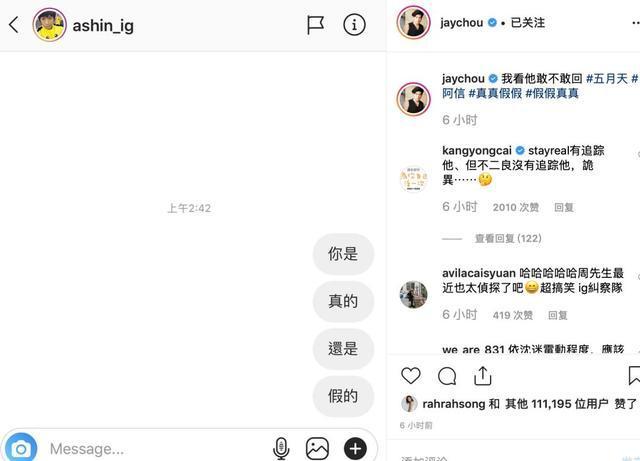 ashin_ig
上午2:42
你是
真的
還是
假的
Message...
jaychou • 已关注
jaychou 我看他敢不敢回 #五月天 #
阿信 #真真假假 #假假真真
6 小时
kangyongcai stayreal有追踪
他、但不二良沒有追踪他，詭
異⋯⋯🤔
6 小时 2010 次赞 回复
查看回复 (122)
avilacaisyuan 哈哈哈哈哈周先生最
近也太偵探了吧😄超搞笑 ig糾察隊
6 小时 419 次赞 回复
we_are_831 依沈迷電動程度，應該
rahrahsong 和 其他 111,195 位用户 赞了
6 小时前
添加评论